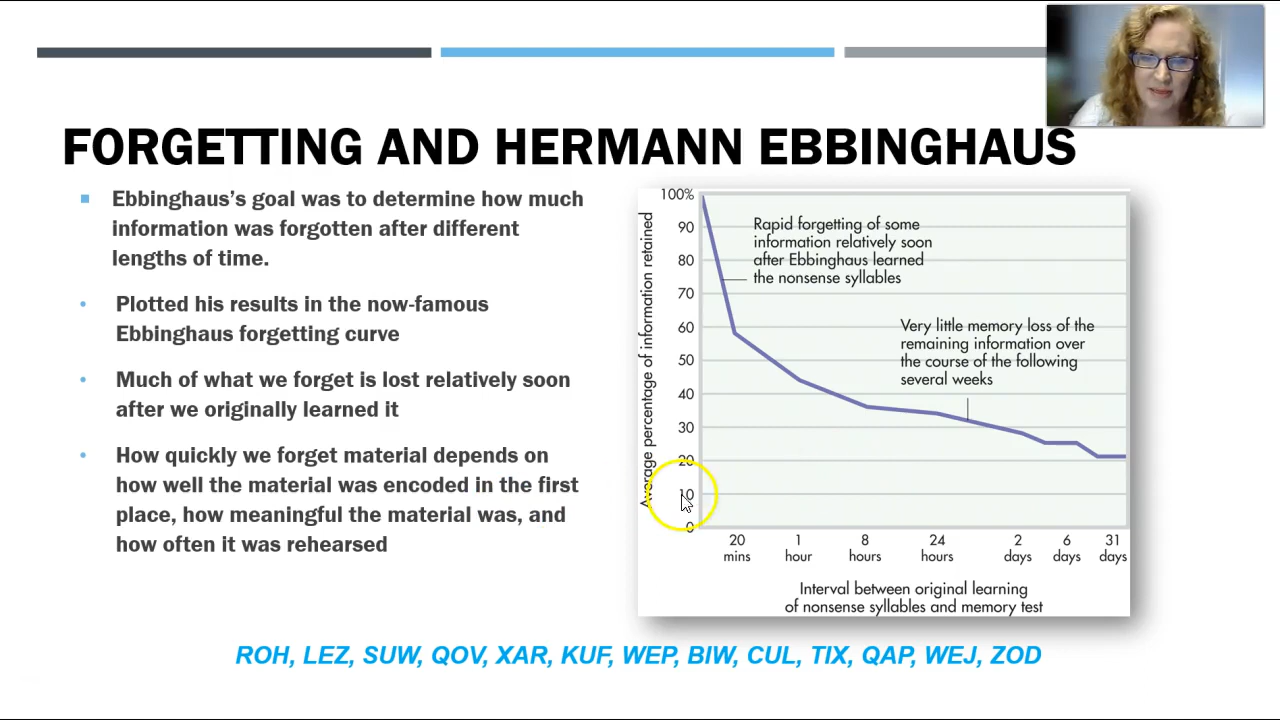 FORGETTING AND HERMANN EBBINGHAUS
Ebbinghaus's goal was to determine how much
information was forgotten after different
lengths of time.
Plotted his results in the now-famous
Ebbinghaus forgetting curve
Much of what we forget is lost relatively soon
after we originally learned it
How quickly we forget material depends on
how well the material was encoded in the first
place, how meaningful the material was, and
how often it was rehearsed
Average percentage of information retained
100%
90
80
70
60
50
40
30
20
10
0
Rapid forgetting of some
information relatively soon
after Ebbinghaus learned
the nonsense syllables
Very little memory loss of the
remaining information over
the course of the following
several weeks
20 mins
1 hour
8 hours
24 hours
2 days
6 days
31 days
Interval between original learning
of nonsense syllables and memory test
ROH, LEZ, SUW, QOV, XAR, KUF, WEP, BIW, CUL, TIX, QAP, WEJ, ZOD